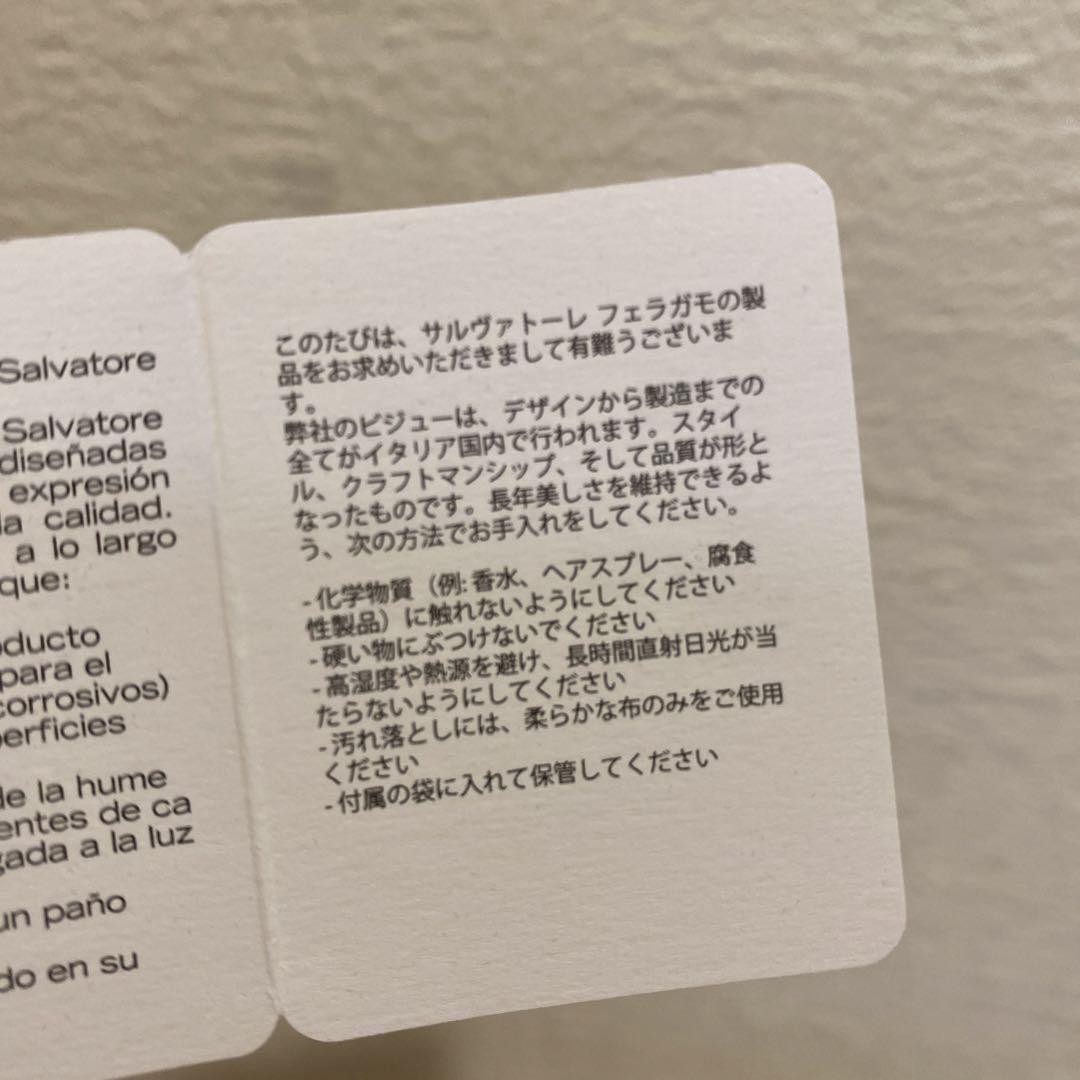 Salvatore
Salvatore
diseñadas
expresión
la calidad.
a lo largo
que:
oducto
para el
corrosivos)
erficies
de la hume
entes de ca
gada a la luz
un paño
do en su
このたびは、サルヴァトーレ フェラガモの製
品をお求めいただきまして有難うございま
す。
弊社のビジューは、デザインから製造までの
全てがイタリア国内で行われます。スタイ
ル、クラフトマンシップ、そして品質が形と
なったものです。長年美しさを維持できるよ
う、次の方法でお手入れをしてください。
- 化学物質（例: 香水、ヘアスプレー、腐食
性製品）に触れないようにしてください
- 硬い物にぶつけないでください
- 高湿度や熱源を避け、長時間直射日光が当
たらないようにしてください
- 汚れ落としには、柔らかな布のみをご使用
ください
- 付属の袋に入れて保管してください